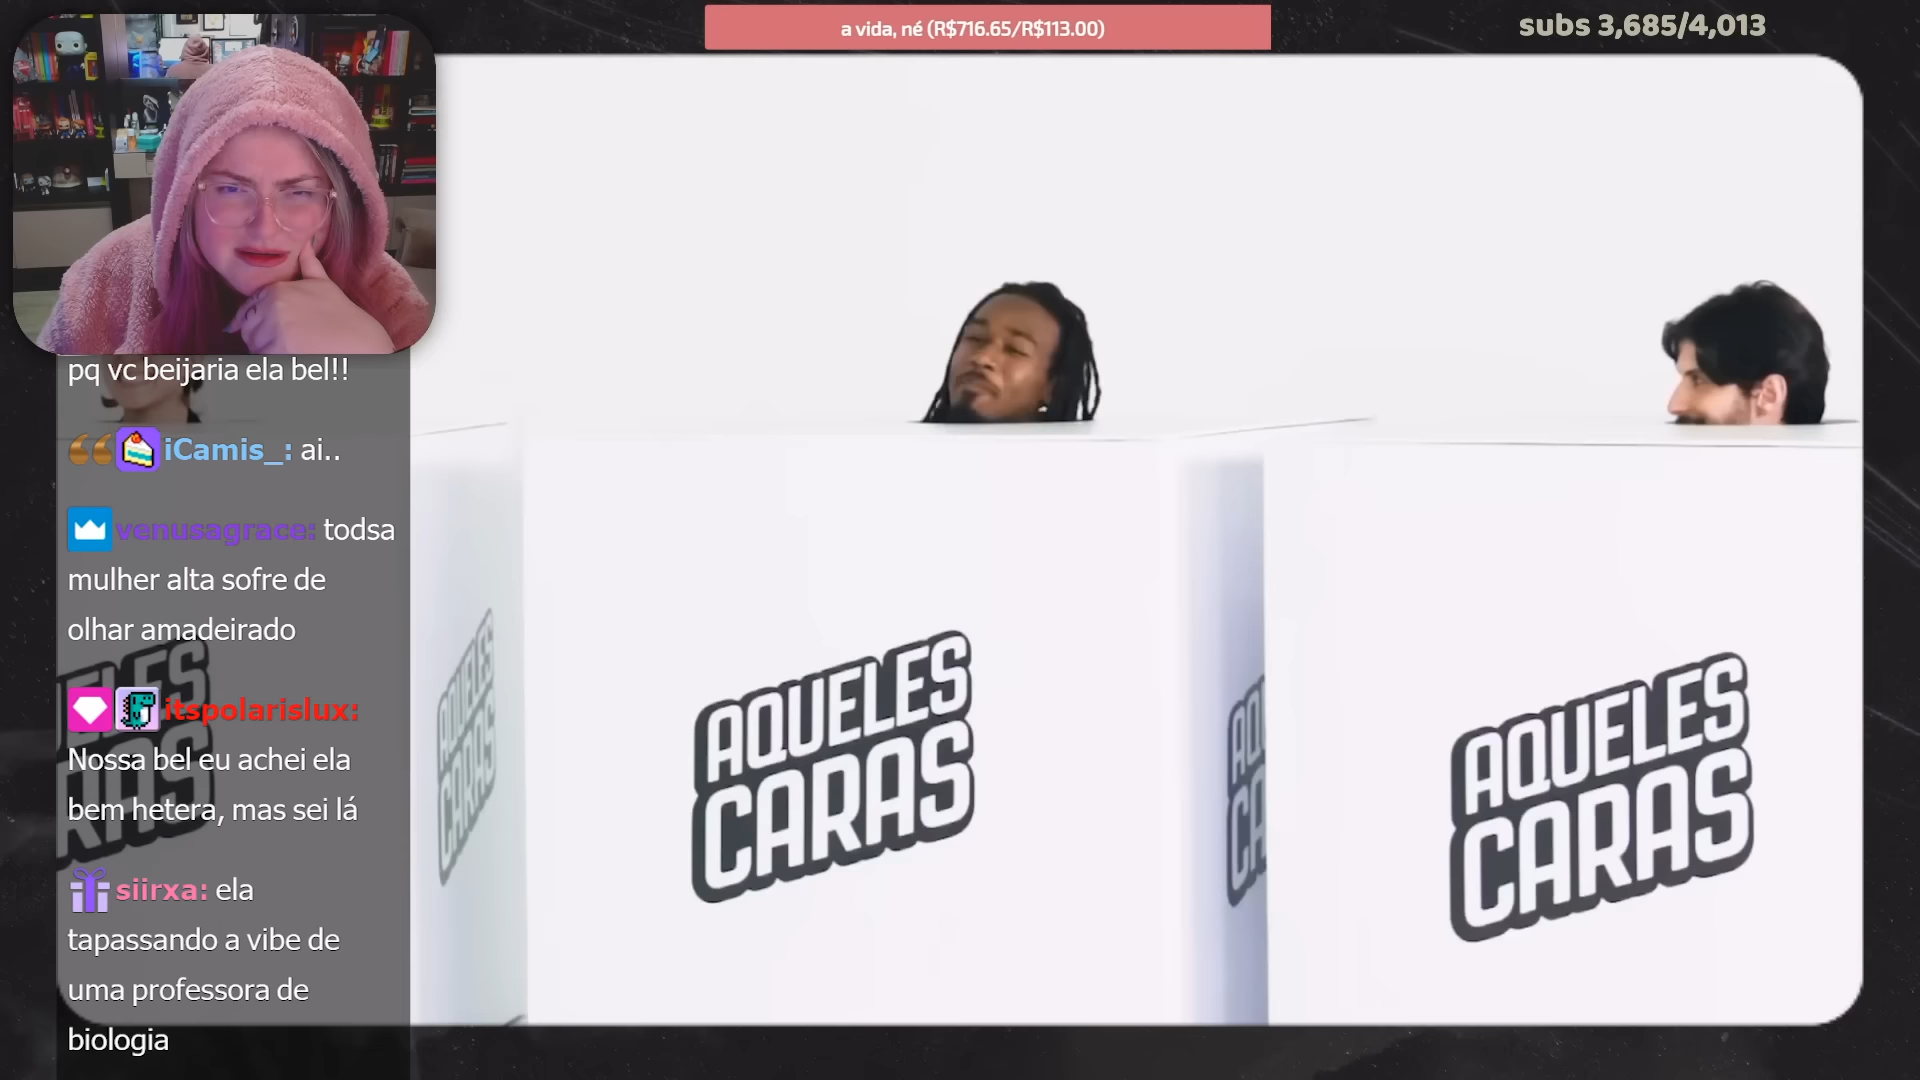 a vida, né (R$716.65/R$113.00)
subs 3,685/4,013
pq vc beijaria ela bel!!
iCamis_: ai..
venusagrace: todsa
mulher alta sofre de
olhar amadeirado
itspolarislux:
Nossa bel eu achei ela
bem hetera, mas sei lá
siirxa: ela
tapassando a vibe de
uma professora de
biologia
AQUELES
CARAS
AQUELES
CARAS
AQUELES
CARAS